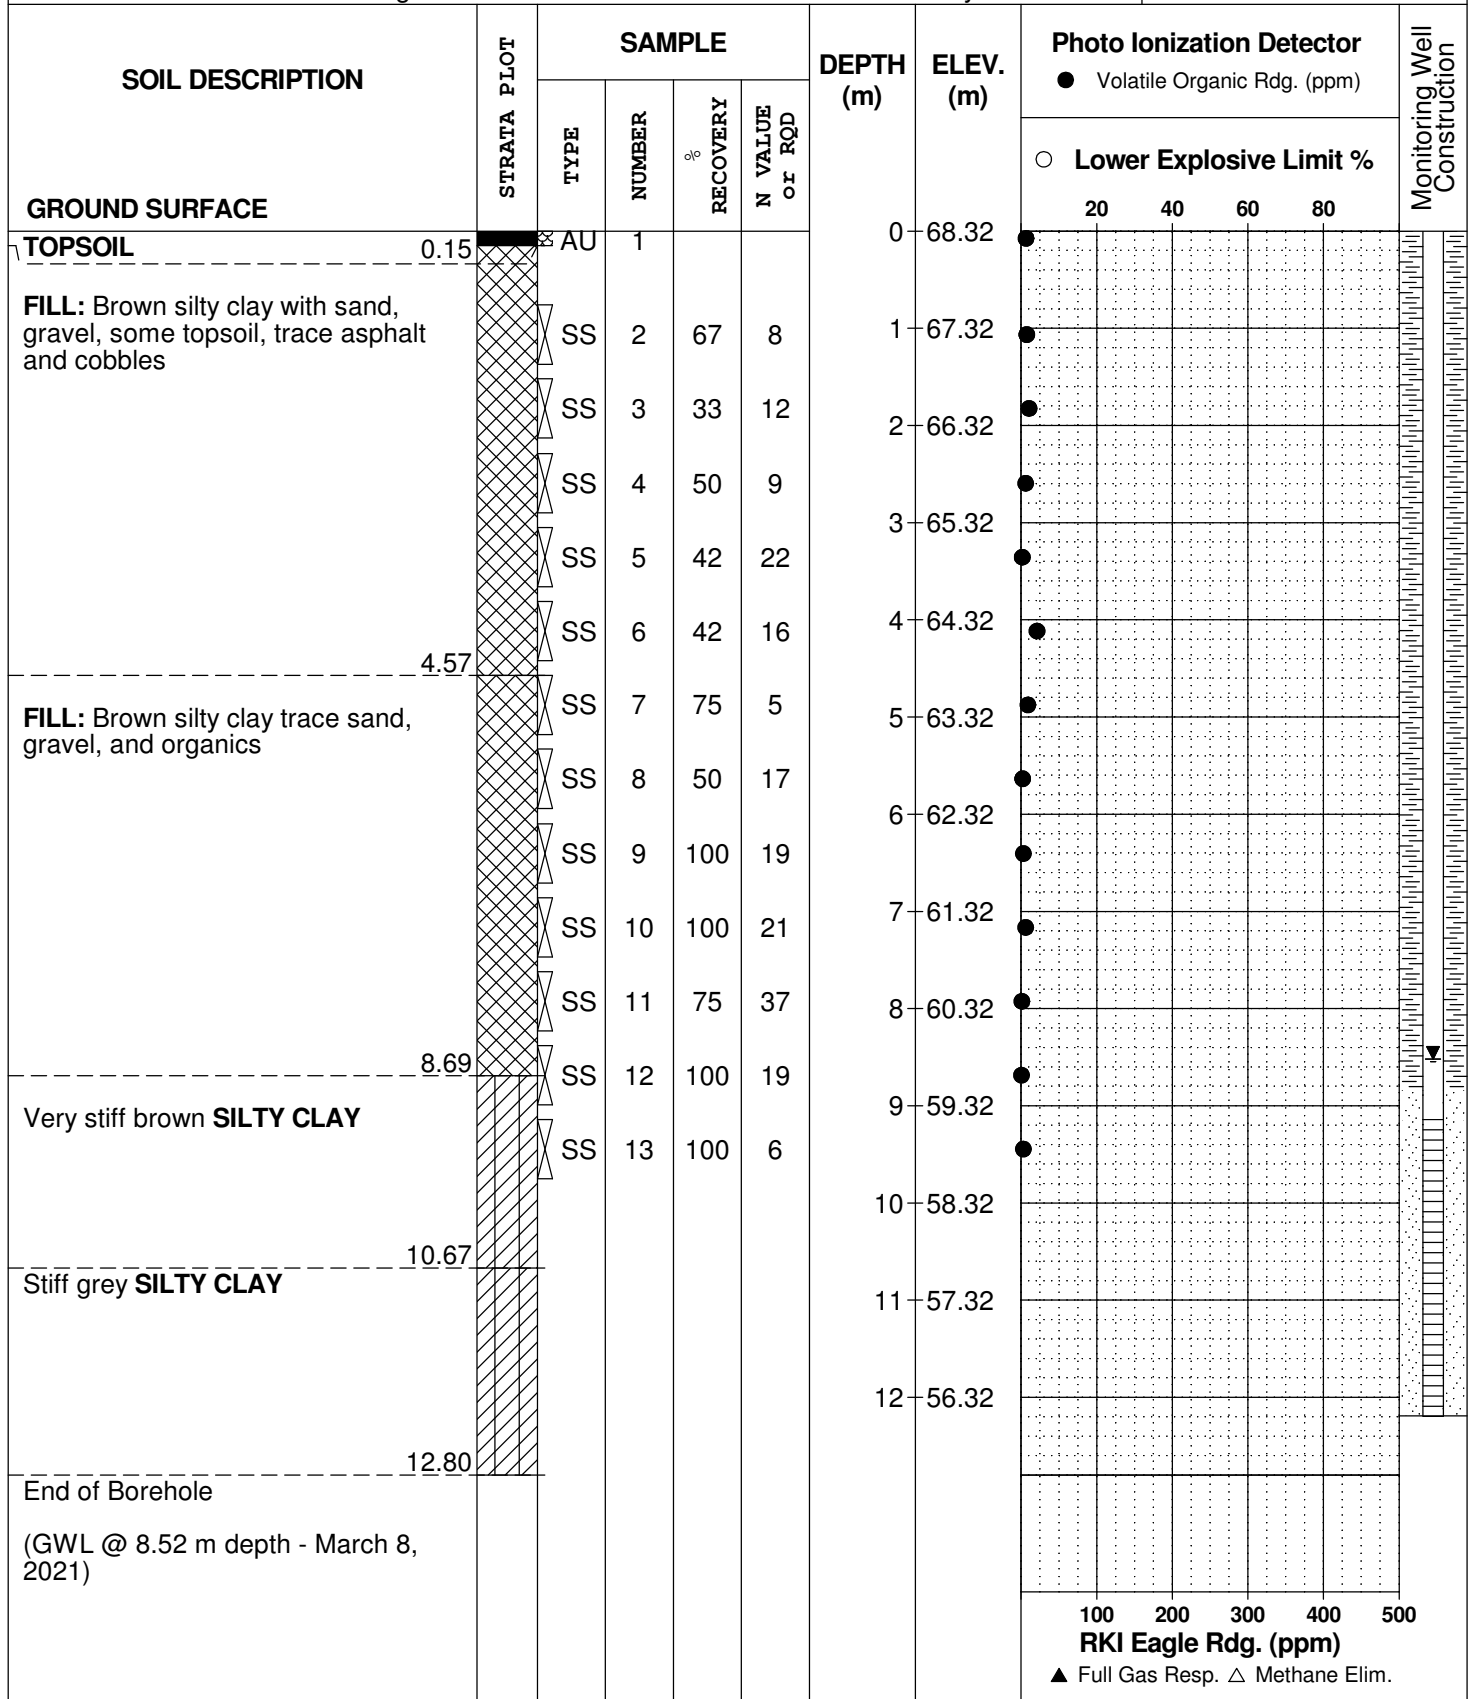 SOIL DESCRIPTION
GROUND SURFACE
STRATA PLOT
SAMPLE
TYPE
NUMBER
%
RECOVERY
N VALUE
or RQD
DEPTH
(m)
ELEV.
(m)
Photo Ionization Detector
● Volatile Organic Rdg. (ppm)
○ Lower Explosive Limit %
20 40 60 80
Monitoring Well
Construction
TOPSOIL 0.15
FILL: Brown silty clay with sand,
gravel, some topsoil, trace asphalt
and cobbles
4.57
FILL: Brown silty clay trace sand,
gravel, and organics
8.69
Very stiff brown SILTY CLAY
10.67
Stiff grey SILTY CLAY
12.80
End of Borehole
(GWL @ 8.52 m depth - March 8,
2021)
AU 1
SS 2 67 8
SS 3 33 12
SS 4 50 9
SS 5 42 22
SS 6 42 16
SS 7 75 5
SS 8 50 17
SS 9 100 19
SS 10 100 21
SS 11 75 37
SS 12 100 19
SS 13 100 6
0 68.32
1 67.32
2 66.32
3 65.32
4 64.32
5 63.32
6 62.32
7 61.32
8 60.32
9 59.32
10 58.32
11 57.32
12 56.32
100 200 300 400 500
RKI Eagle Rdg. (ppm)
▲ Full Gas Resp. △ Methane Elim.